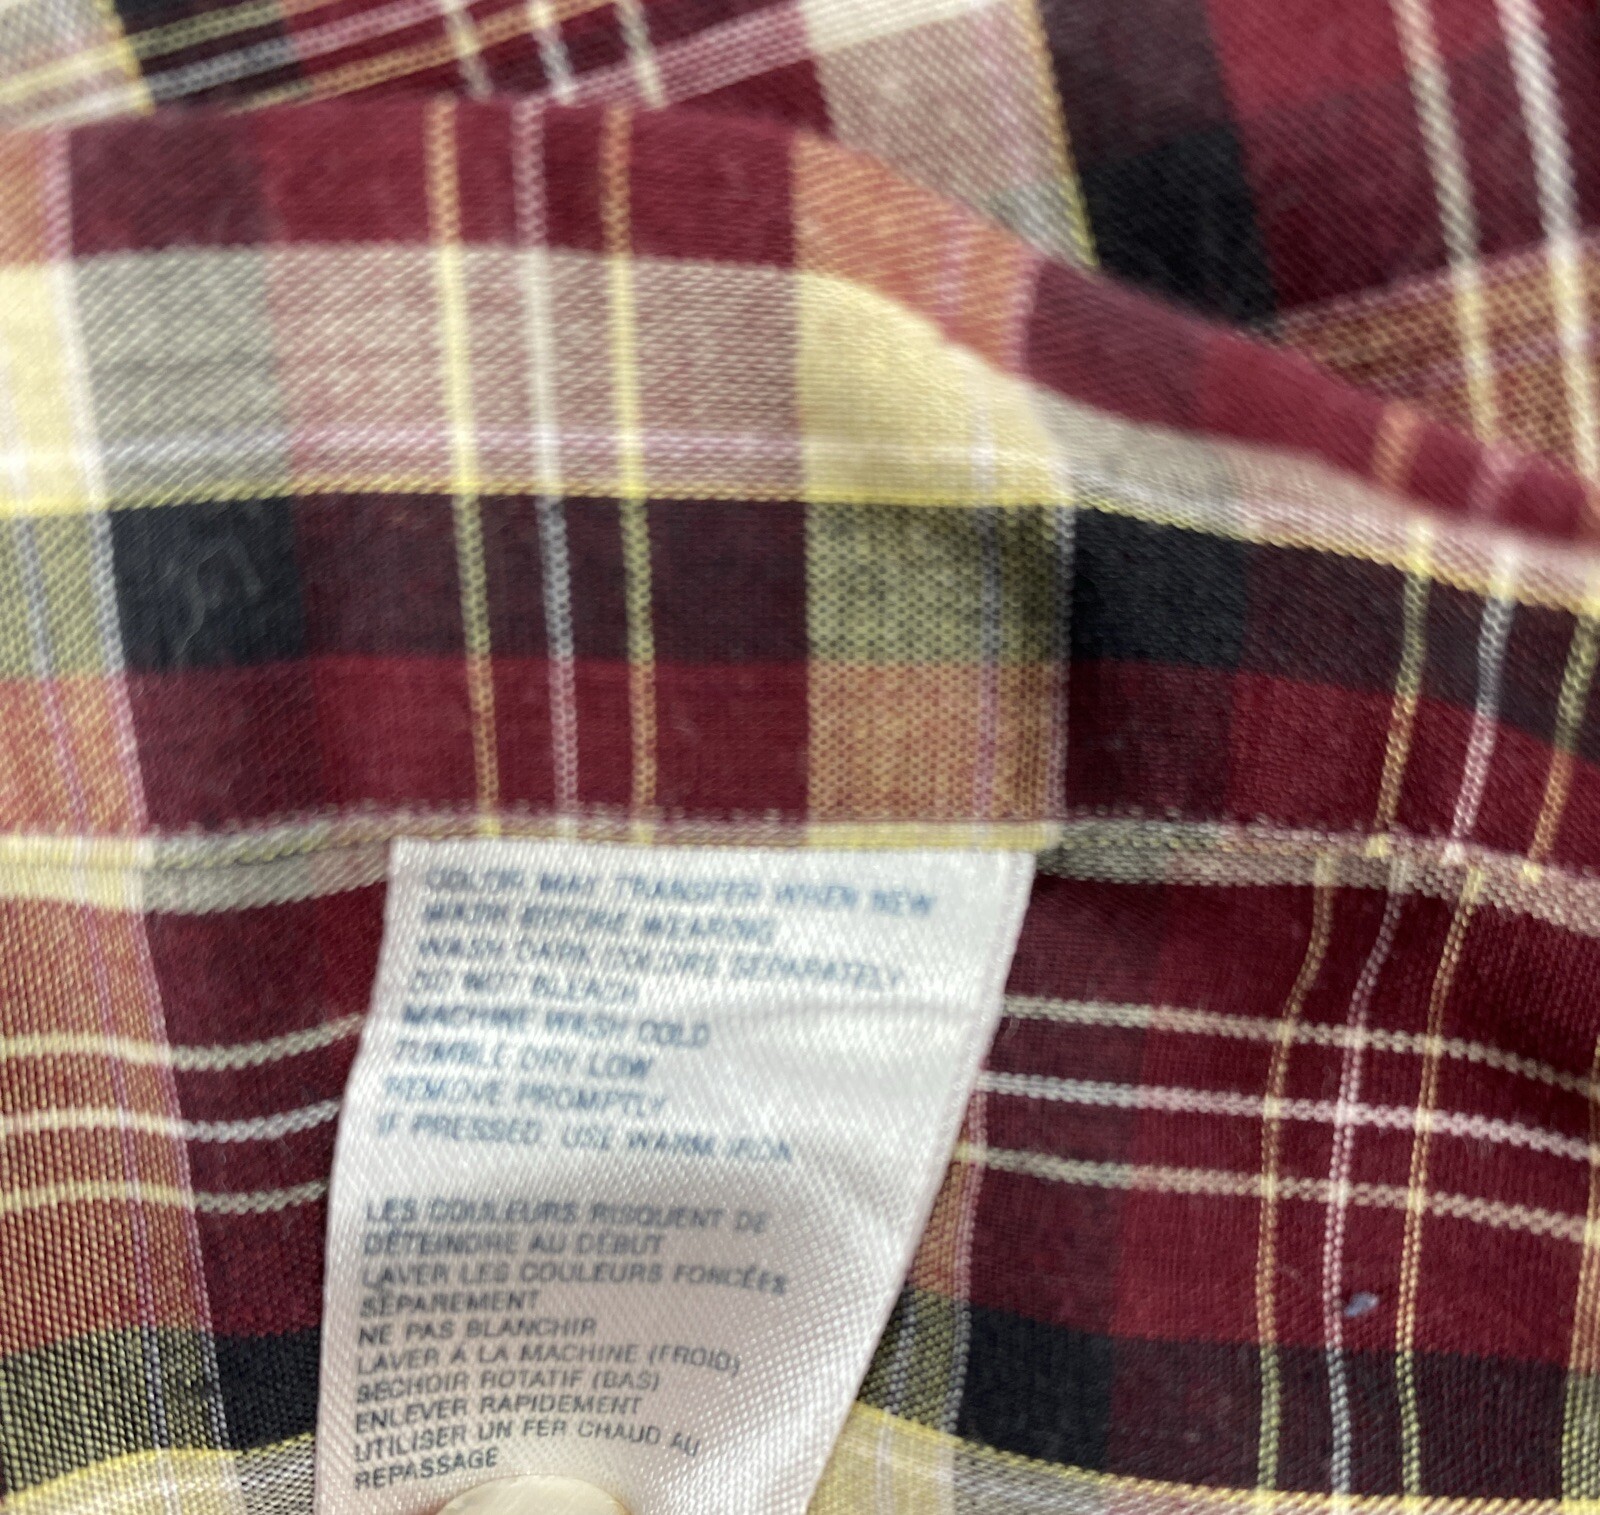 COLOR MAY TRANSFER WHEN NEW
WASH BEFORE WEARING
WASH DARK COLORS SEPARATELY
DO NOT BLEACH
MACHINE WASH COLD
TUMBLE DRY LOW
REMOVE PROMPTLY
IF PRESSED, USE WARM IRON
LES COULEURS RISQUENT DE
DÉTEINDRE AU DÉBUT
LAVER LES COULEURS FONCÉES
SÉPAREMENT
NE PAS BLANCHIR
LAVER À LA MACHINE (FROID)
SÉCHOIR ROTATIF (BAS)
ENLEVER RAPIDEMENT
UTILISER UN FER CHAUD AU
REPASSAGE